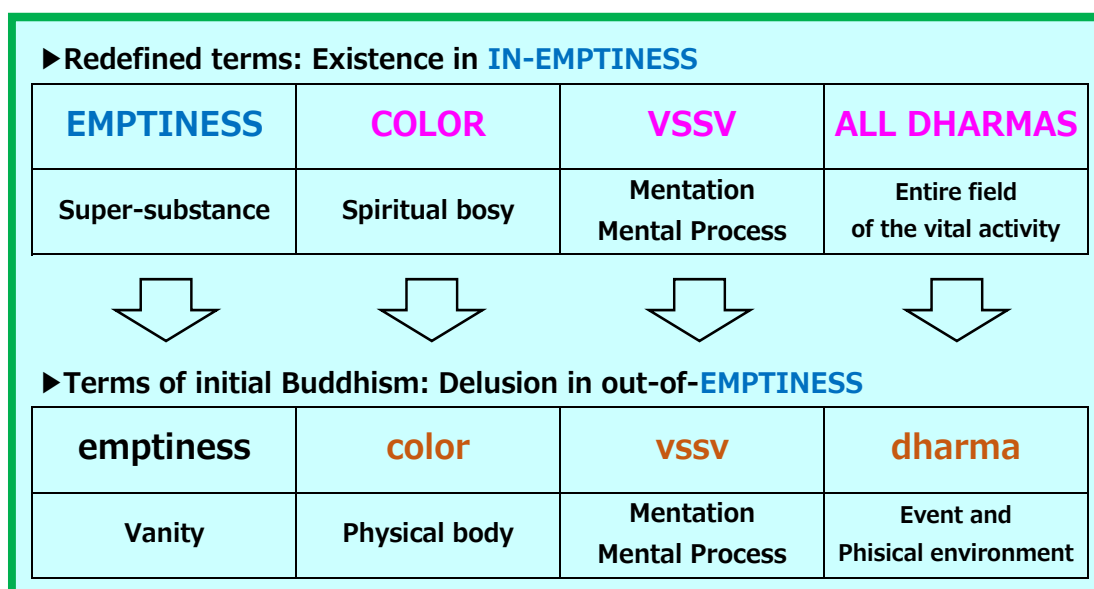 ▶Redefined terms: Existence in IN-EMPTINESS
EMPTINESS COLOR VSSV ALL DHARMAS
Super-substance Spiritual bosy Mentation Mental Process Entire field of the vital activity
▶Terms of initial Buddhism: Delusion in out-of-EMPTINESS
emptiness color vssv dharma
Vanity Physical body Mentation Mental Process Event and Phisical environment